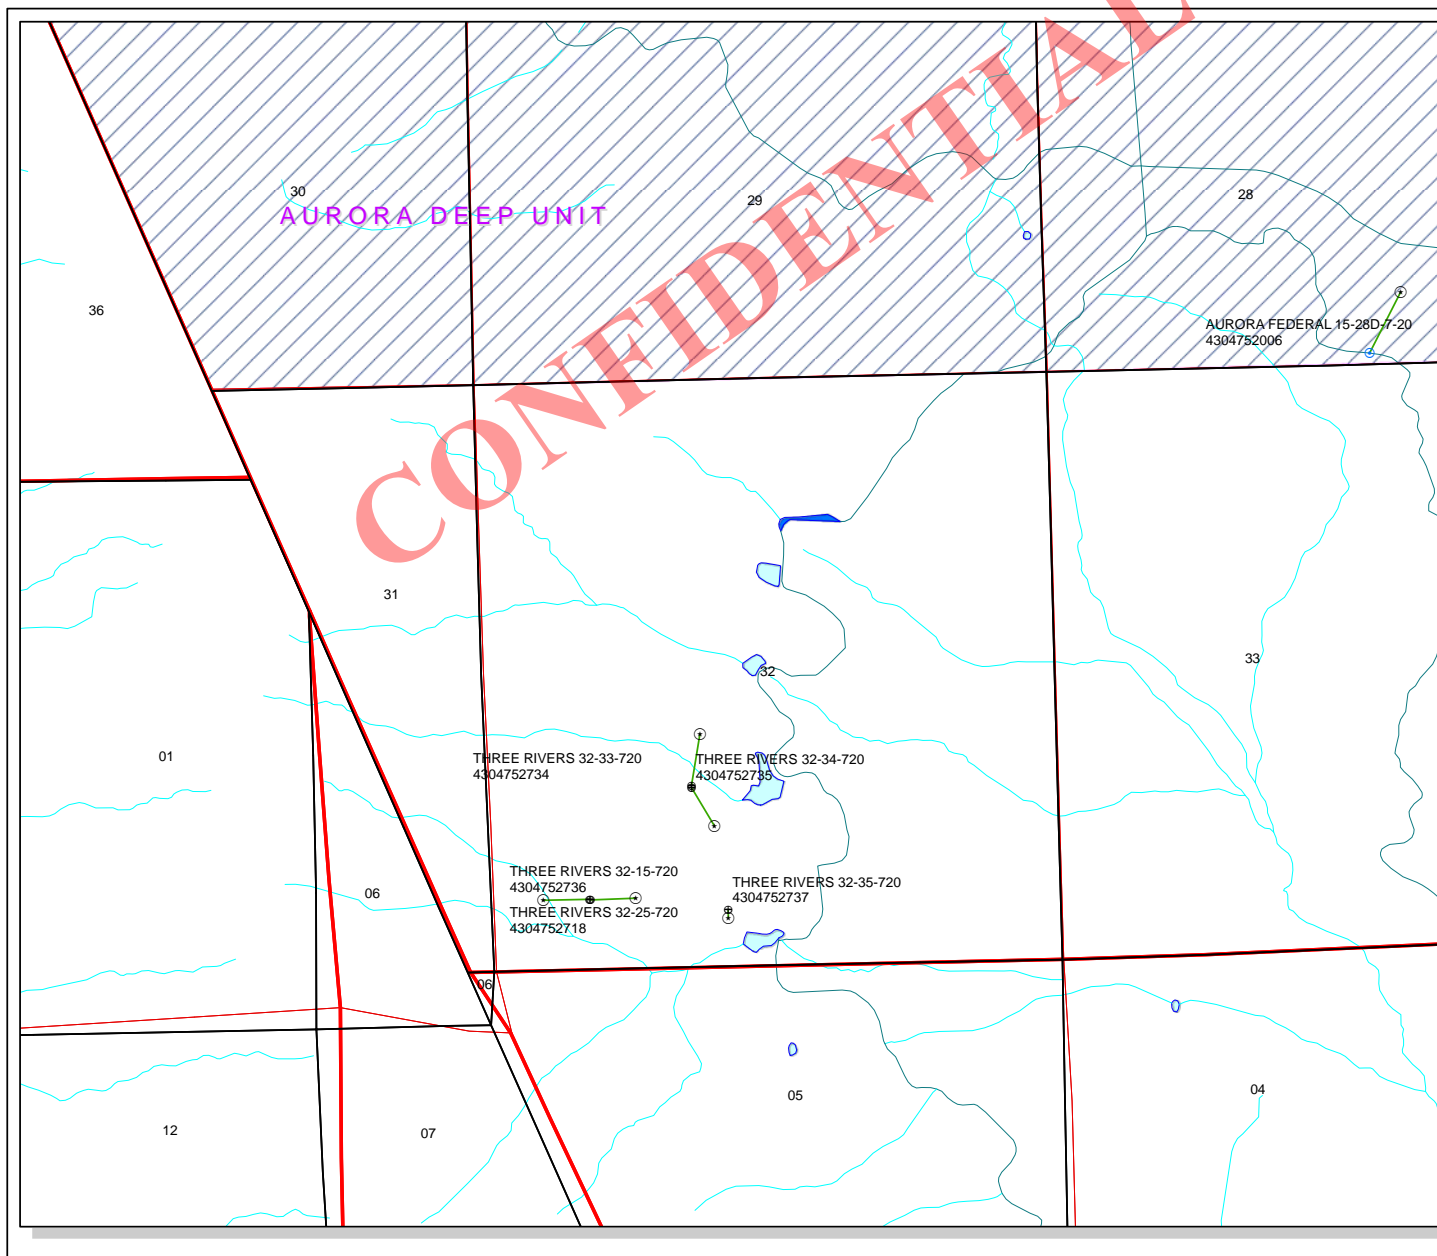 CONFIDENTIAL
30
29
28
AURORA DEEP UNIT
36
AURORA FEDERAL 15-28D-7-20
4304752006
31
32
33
01
THREE RIVERS 32-33-720
4304752734
THREE RIVERS 32-34-720
4304752735
THREE RIVERS 32-15-720
4304752736
THREE RIVERS 32-35-720
4304752737
06
THREE RIVERS 32-25-720
4304752718
06
05
04
12
07